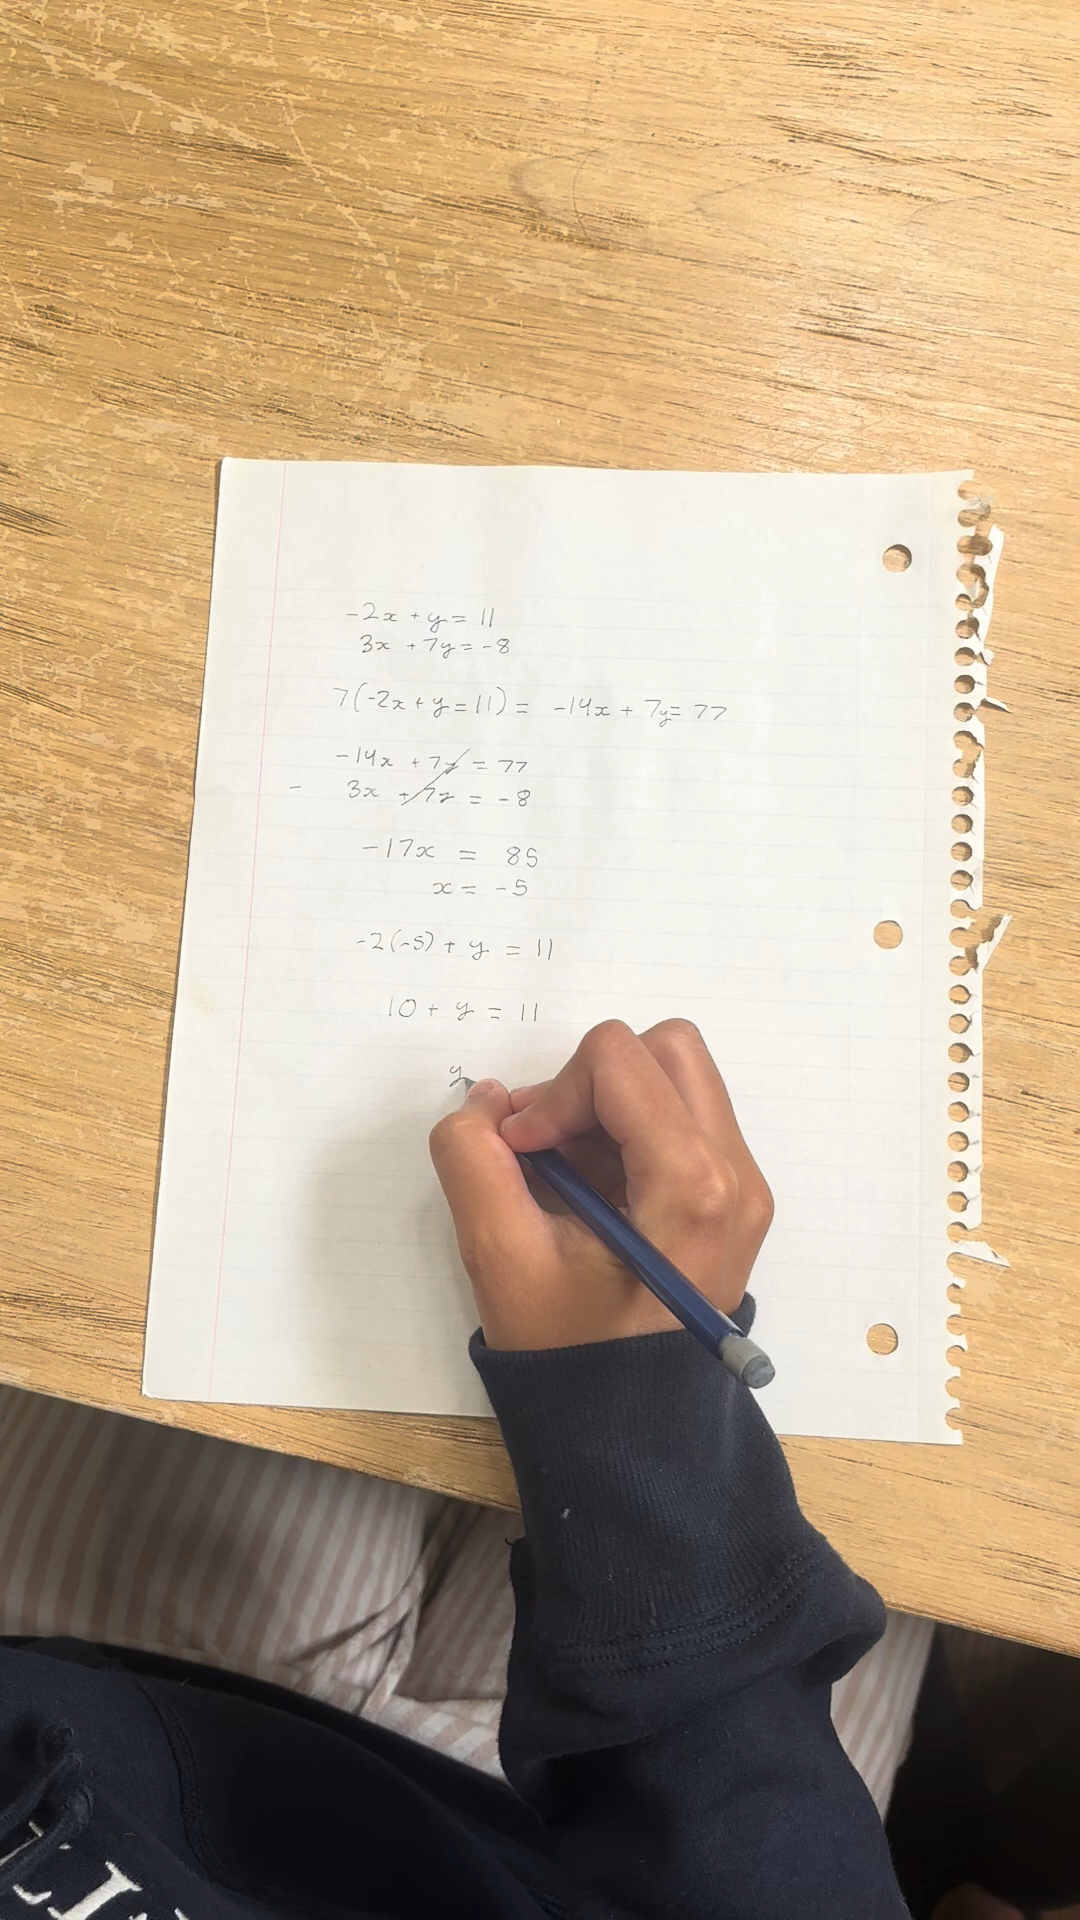 -2x + y = 11
3x + 7y = -8
7(-2x + y = 11) = -14x + 7y = 77
-14x + 7y = 77
- 3x + 7y = -8
-17x = 85
x = -5
-2(-5) + y = 11
10 + y = 11
y